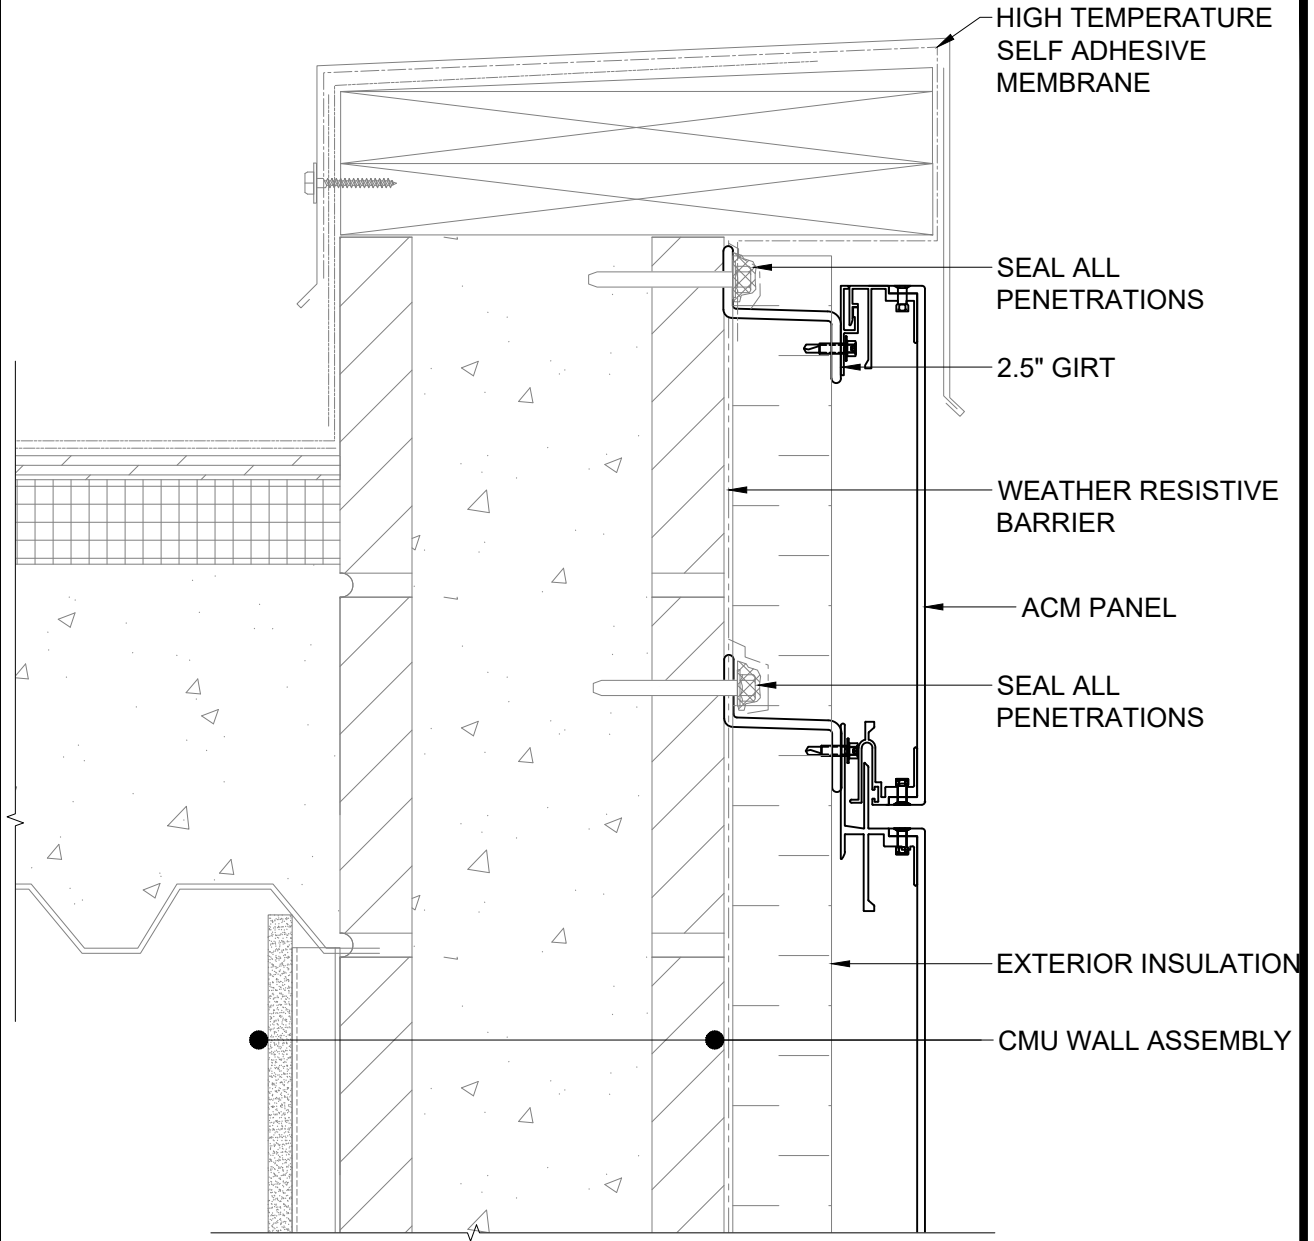 HIGH TEMPERATURE
SELF ADHESIVE
MEMBRANE
SEAL ALL
PENETRATIONS
2.5" GIRT
WEATHER RESISTIVE
BARRIER
ACM PANEL
SEAL ALL
PENETRATIONS
EXTERIOR INSULATION
CMU WALL ASSEMBLY